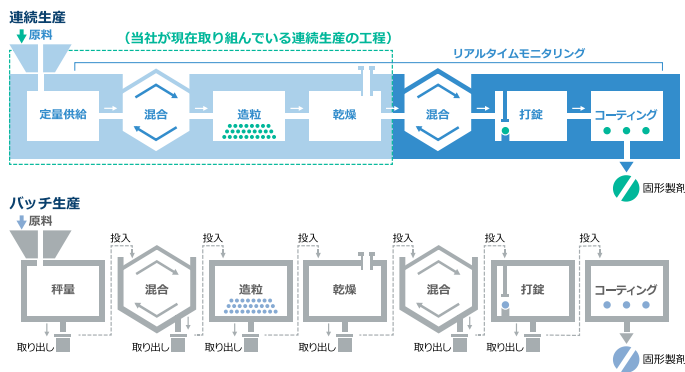 連続生産
原料
（当社が現在取り組んでいる連続生産の工程）
リアルタイムモニタリング
定量供給
混合
造粒
乾燥
混合
打錠
コーティング
固形製剤
バッチ生産
原料
投入
投入
投入
投入
投入
投入
秤量
混合
造粒
乾燥
混合
打錠
コーティング
取り出し
取り出し
取り出し
取り出し
取り出し
取り出し
固形製剤